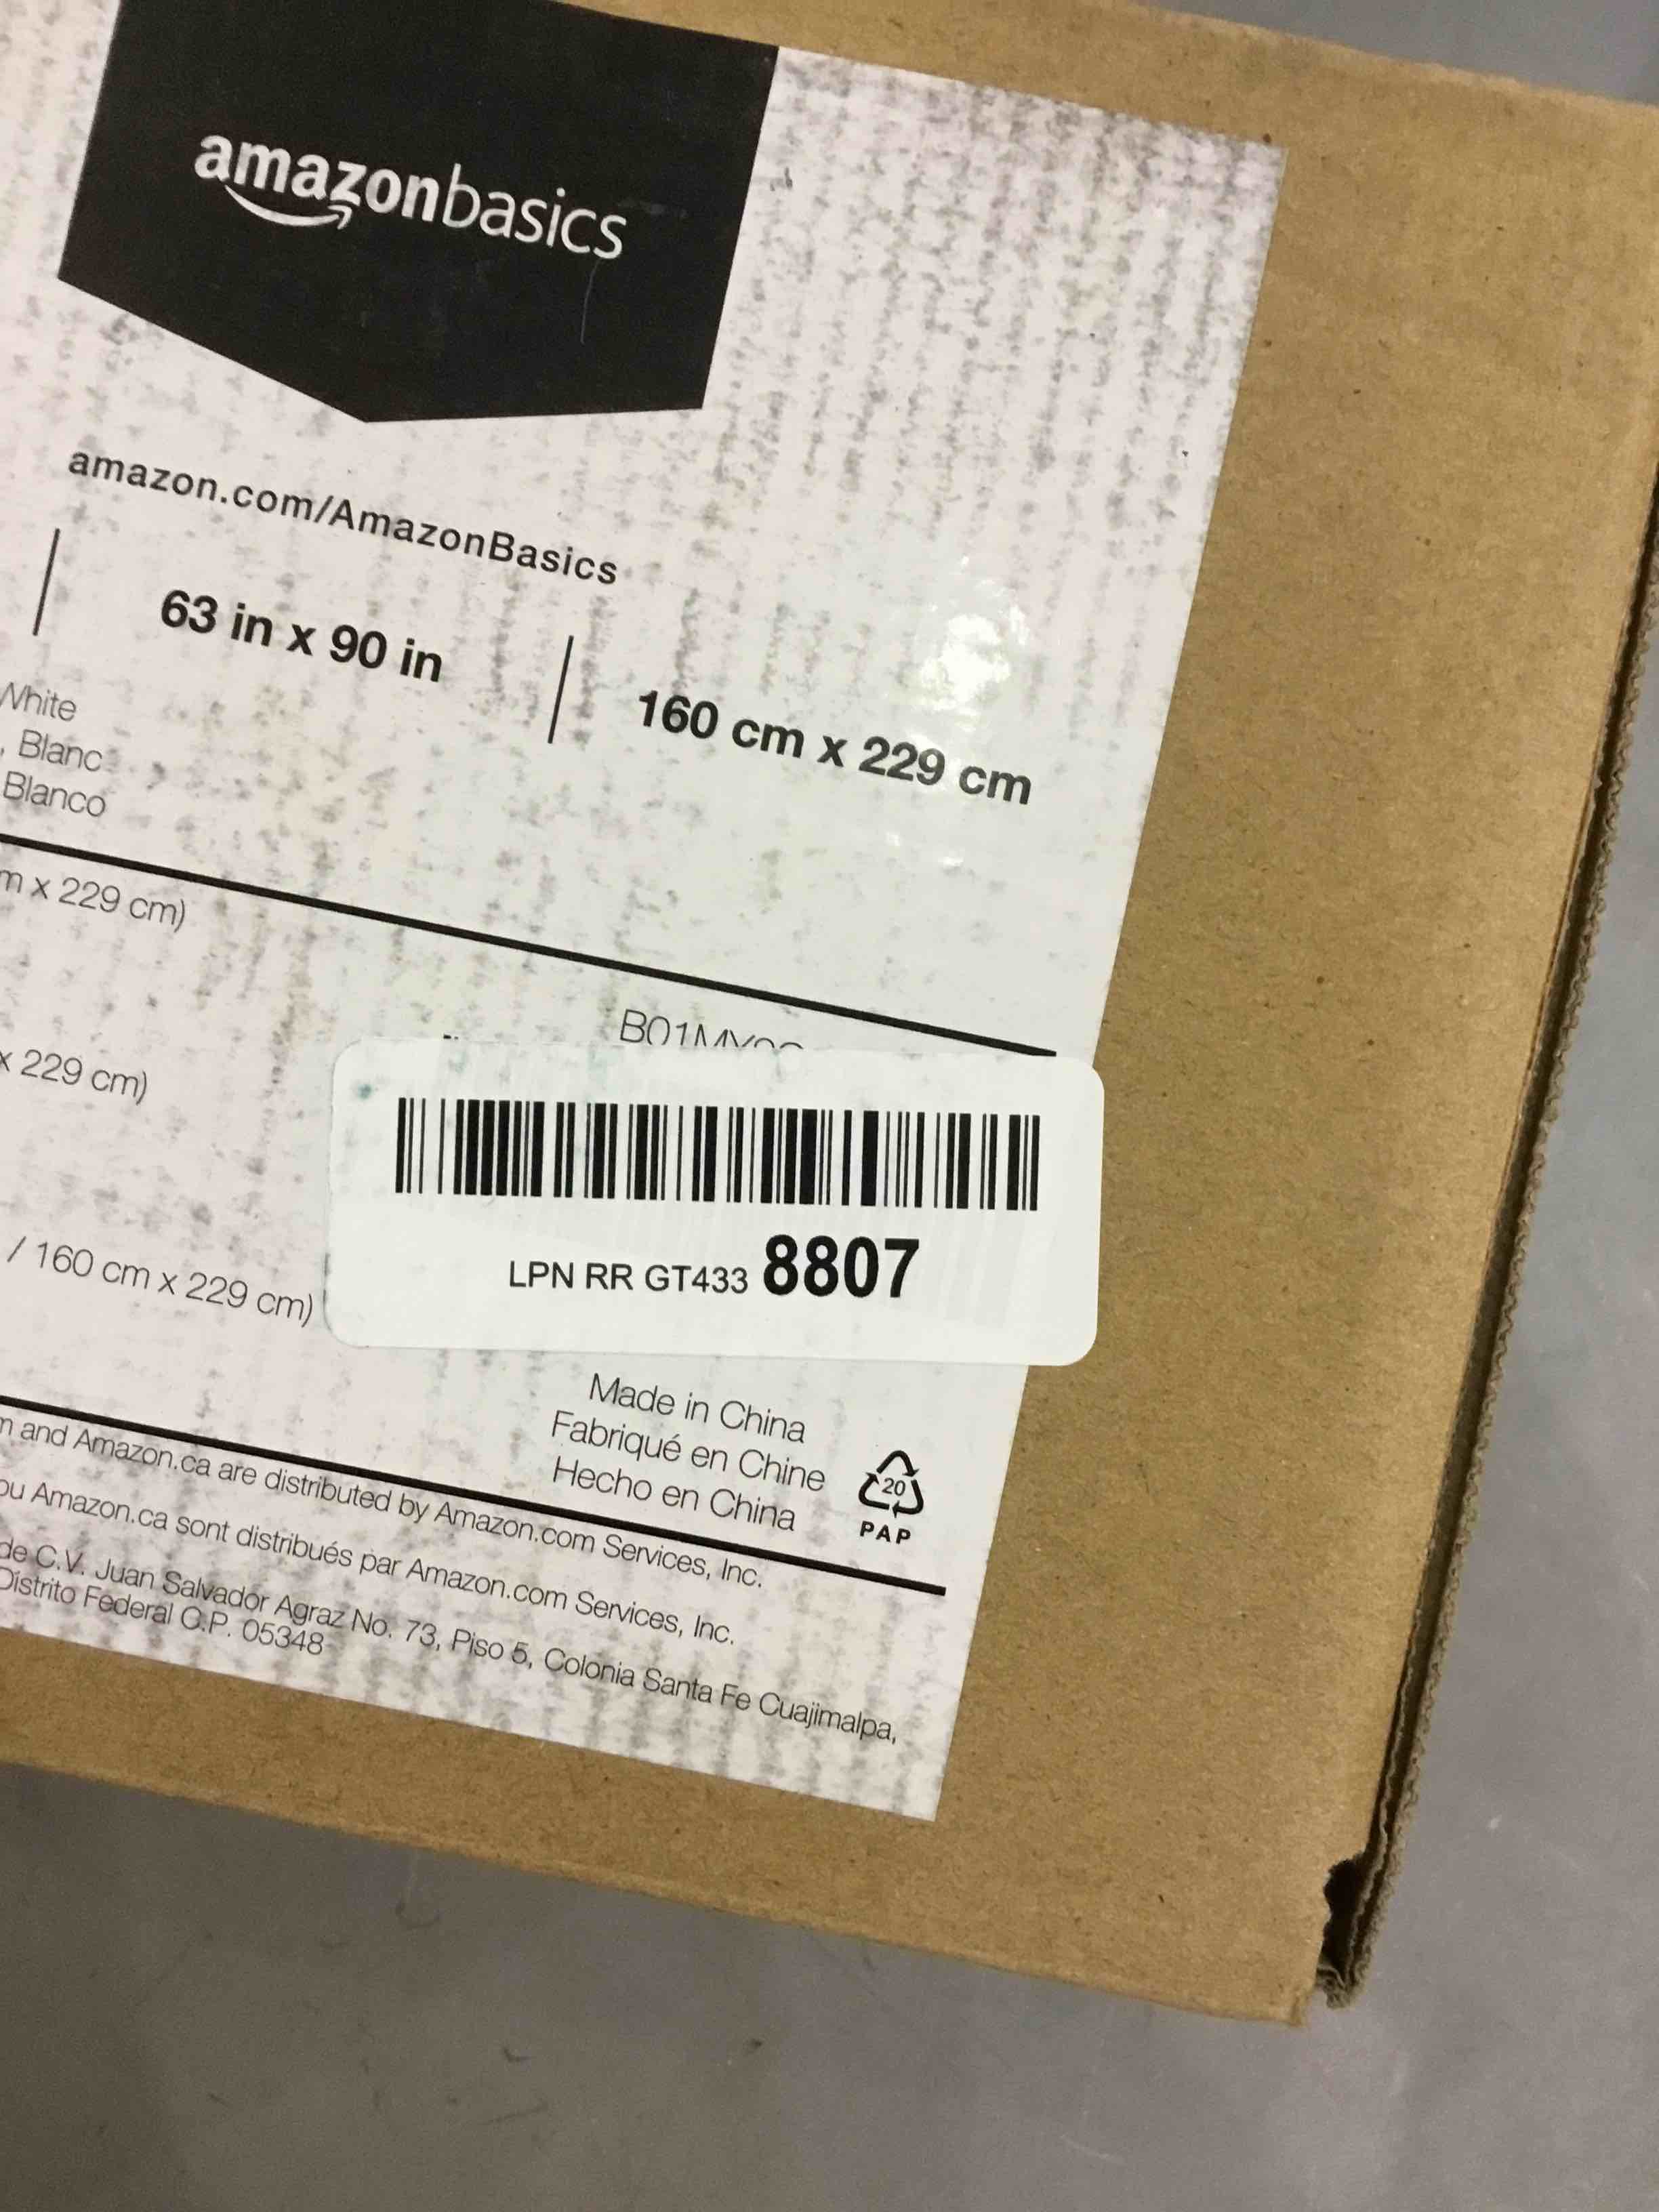 amazonbasics
amazon.com/AmazonBasics
63 in x 90 in
160 cm x 229 cm
White
, Blanc
Blanco
m x 229 cm)
x 229 cm)
/ 160 cm x 229 cm)
LPN RR GT433 8807
Made in China
Fabriqué en Chine
Hecho en China
20
PAP
and Amazon.ca are distributed by Amazon.com Services, Inc.
ou Amazon.ca sont distribués par Amazon.com Services, Inc.
de C.V. Juan Salvador Agraz No. 73, Piso 5, Colonia Santa Fe Cuajimalpa,
Distrito Federal C.P. 05348